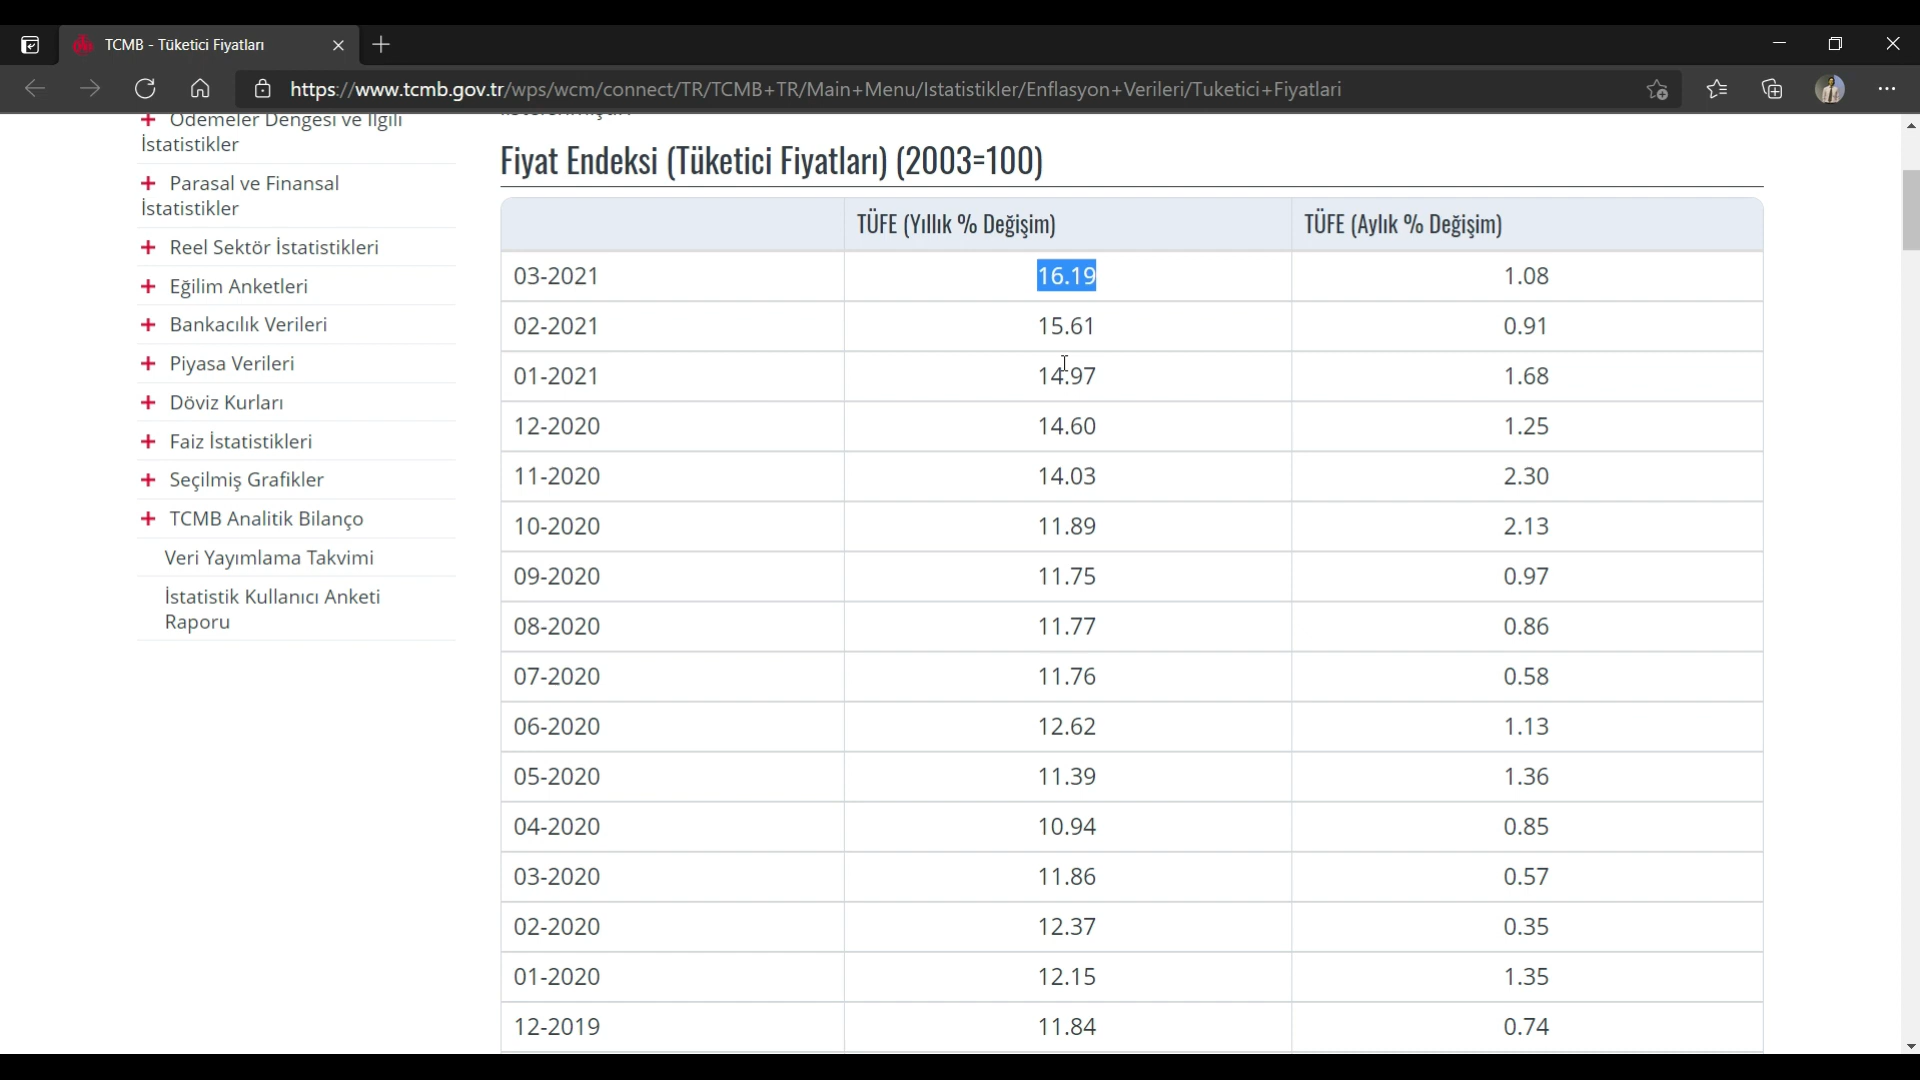 TCMB - Tüketici Fiyatları
https://www.tcmb.gov.tr/wps/wcm/connect/TR/TCMB+TR/Main+Menu/Istatistikler/Enflasyon+Verileri/Tuketici+Fiyatlari
Ödemeler Dengesi ve İlgili
İstatistikler
Parasal ve Finansal
İstatistikler
Reel Sektör İstatistikleri
Eğilim Anketleri
Bankacılık Verileri
Piyasa Verileri
Döviz Kurları
Faiz İstatistikleri
Seçilmiş Grafikler
TCMB Analitik Bilanço
Veri Yayımlama Takvimi
İstatistik Kullanıcı Anketi
Raporu
Fiyat Endeksi (Tüketici Fiyatları) (2003=100)
TÜFE (Yıllık % Değişim) TÜFE (Aylık % Değişim)
03-2021 16.19 1.08
02-2021 15.61 0.91
01-2021 14.97 1.68
12-2020 14.60 1.25
11-2020 14.03 2.30
10-2020 11.89 2.13
09-2020 11.75 0.97
08-2020 11.77 0.86
07-2020 11.76 0.58
06-2020 12.62 1.13
05-2020 11.39 1.36
04-2020 10.94 0.85
03-2020 11.86 0.57
02-2020 12.37 0.35
01-2020 12.15 1.35
12-2019 11.84 0.74